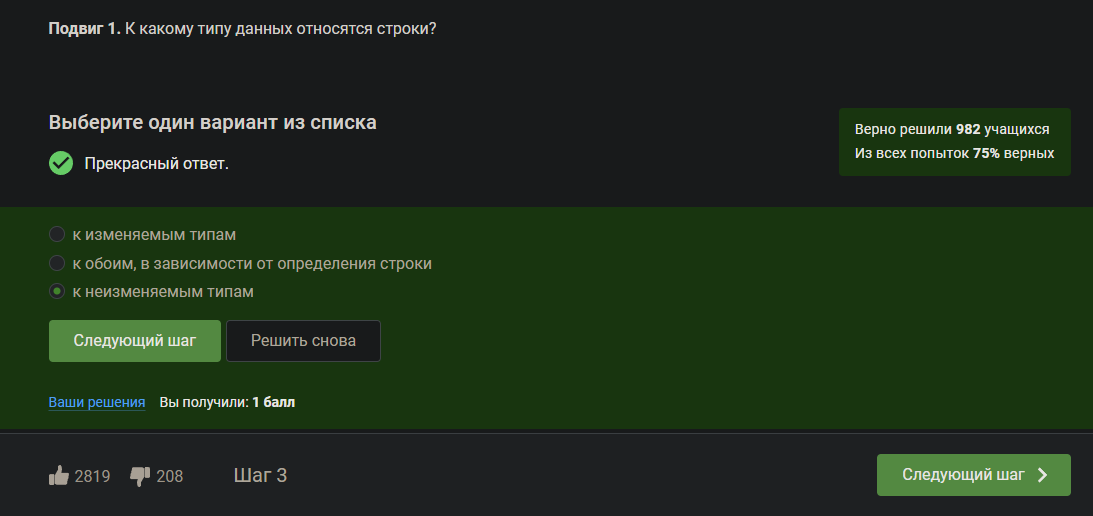 Подвиг 1. К какому типу данных относятся строки?
Выберите один вариант из списка
Прекрасный ответ.
Верно решили 982 учащихся
Из всех попыток 75% верных
к изменяемым типам
к обоим, в зависимости от определения строки
к неизменяемым типам
Следующий шаг
Решить снова
Ваши решения Вы получили: 1 балл
2819 208 Шаг 3
Следующий шаг